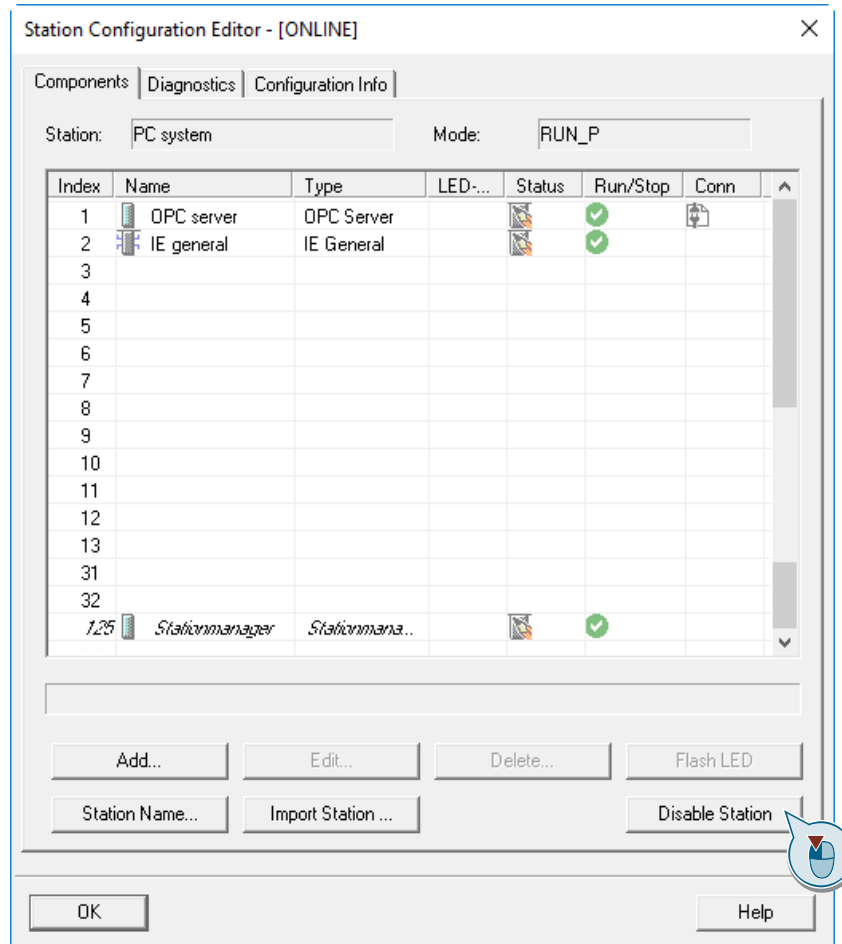 Station Configuration Editor - [ONLINE]
Components Diagnostics Configuration Info
Station: PC system Mode: RUN_P
Index Name Type LED-... Status Run/Stop Conn
1 OPC server OPC Server
2 IE general IE General
3
4
5
6
7
8
9
10
11
12
13
31
32
125 Stationmanager Stationmana...
Add... Edit... Delete... Flash LED
Station Name... Import Station ... Disable Station
OK Help